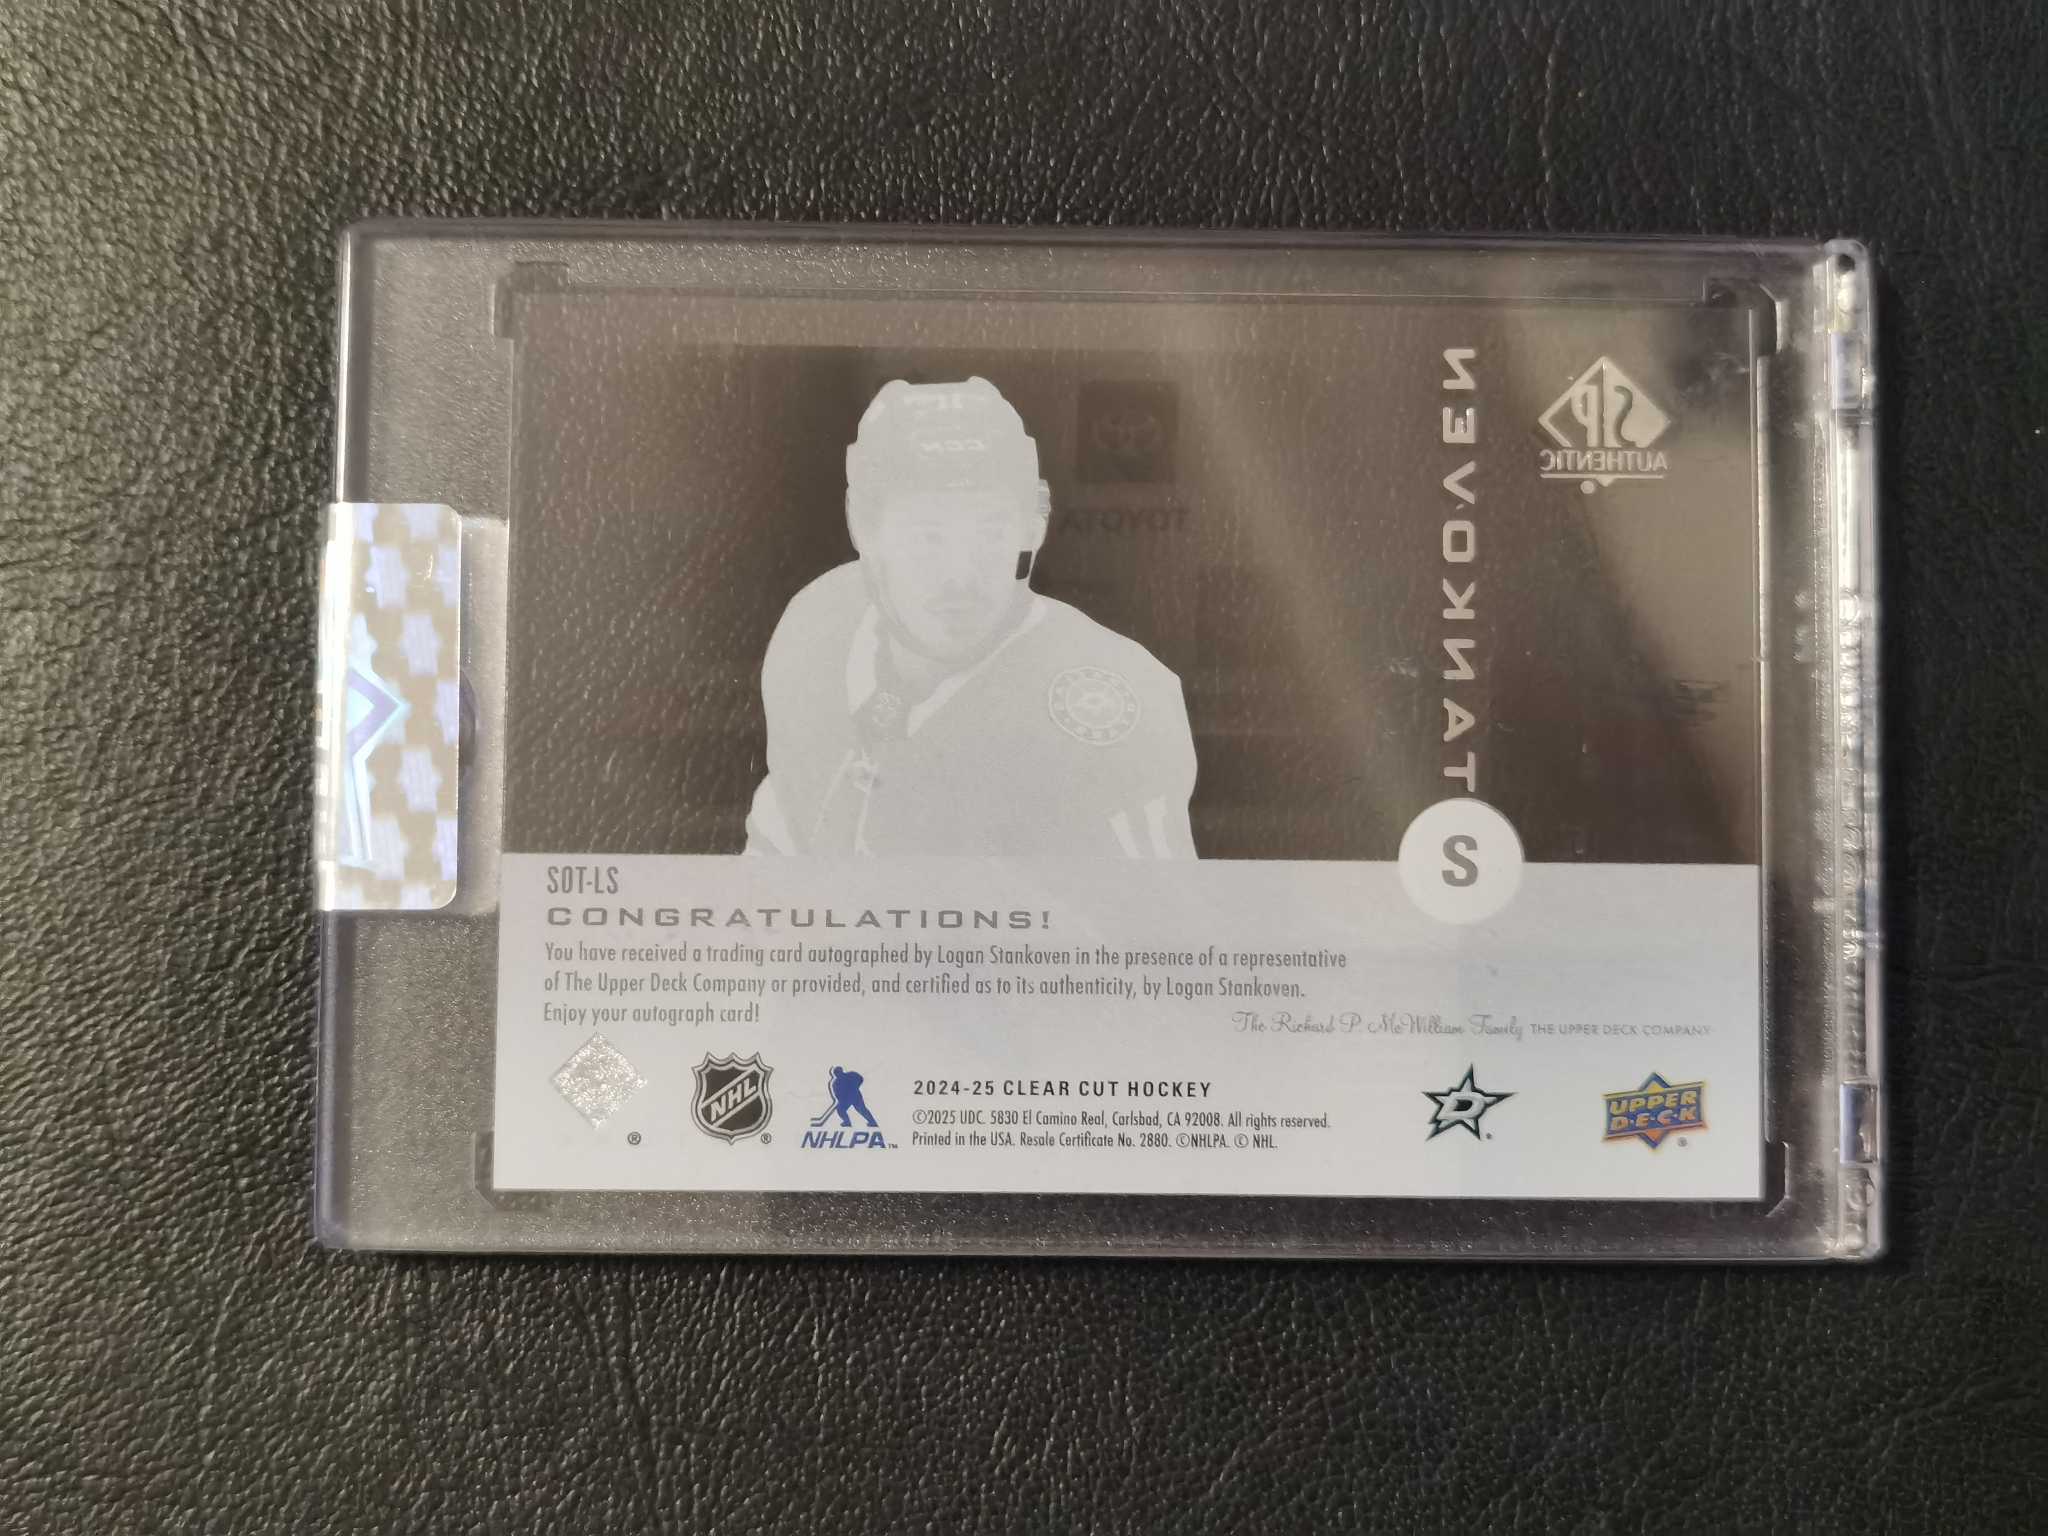 STANKOVEN
SP
AUTHENTIC
CCM
TOYOTA
S
SOT-LS
CONGRATULATIONS!
You have received a trading card autographed by Logan Stankoven in the presence of a representative
of The Upper Deck Company or provided, and certified as to its authenticity, by Logan Stankoven.
Enjoy your autograph card!
The Richard P. McWilliam Family THE UPPER DECK COMPANY
NHL
®
NHLPA™
2024-25 CLEAR CUT HOCKEY
©2025 UDC. 5830 El Camino Real, Carlsbad, CA 92008. All rights reserved.
Printed in the USA. Resale Certificate No. 2880. ©NHLPA. © NHL.
D
UPPER
D·E·C·K
®